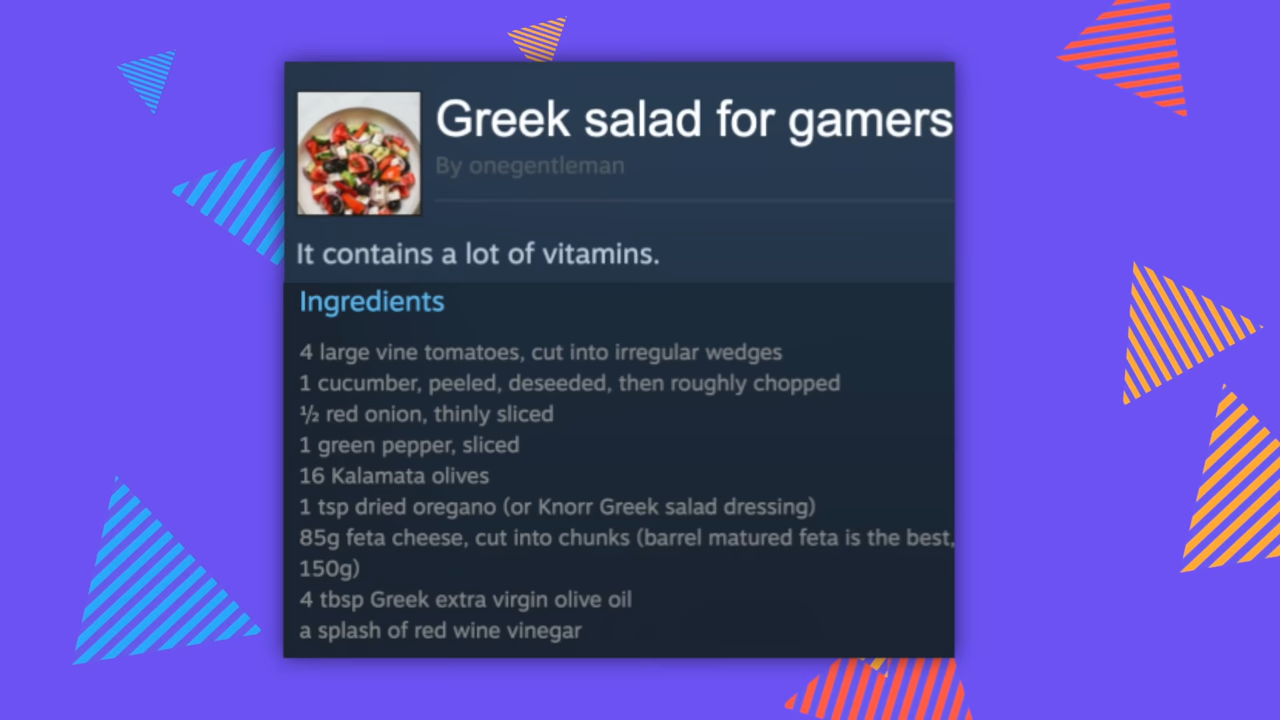 Greek salad for gamers
By onegentleman
It contains a lot of vitamins.
Ingredients
4 large vine tomatoes, cut into irregular wedges
1 cucumber, peeled, deseeded, then roughly chopped
½ red onion, thinly sliced
1 green pepper, sliced
16 Kalamata olives
1 tsp dried oregano (or Knorr Greek salad dressing)
85g feta cheese, cut into chunks (barrel matured feta is the best,
150g)
4 tbsp Greek extra virgin olive oil
a splash of red wine vinegar